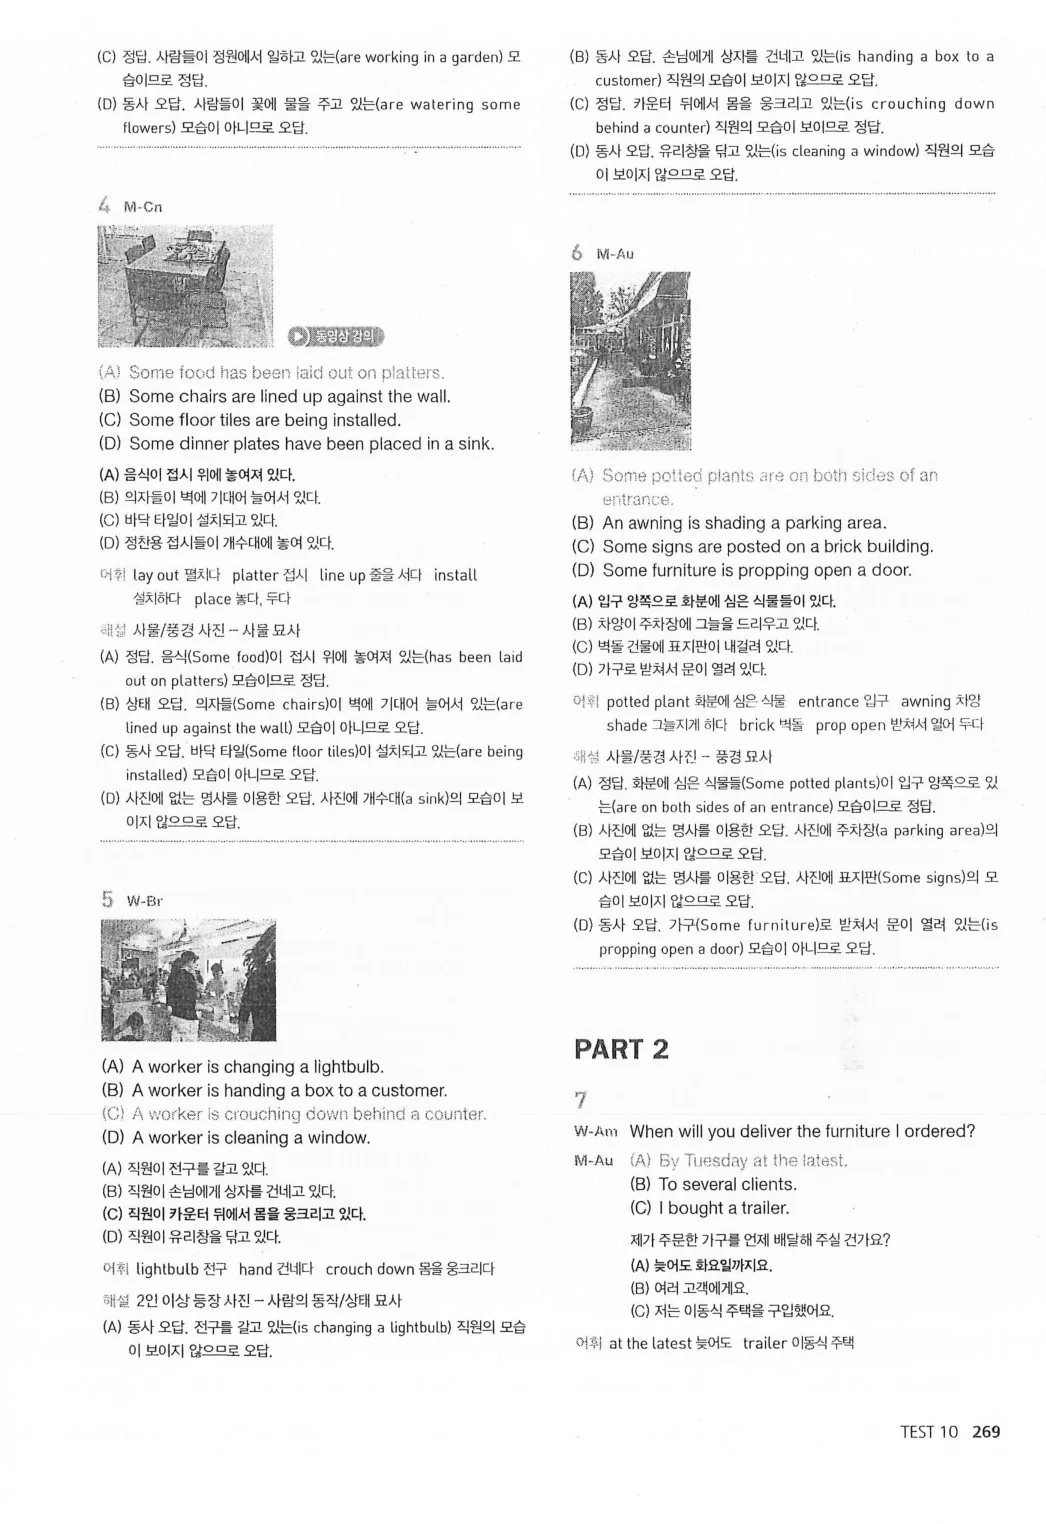 (C) 정답. 사람들이 정원에서 일하고 있는(are working in a garden) 모
습이므로 정답.
(D) 동사 오답. 사람들이 꽃에 물을 주고 있는(are watering some
flowers) 모습이 아니므로 오답.
4 M-Cn
동영상 강의
(A) Some food has been laid out on platters.
(B) Some chairs are lined up against the wall.
(C) Some floor tiles are being installed.
(D) Some dinner plates have been placed in a sink.
(A) 음식이 접시 위에 놓여져 있다.
(B) 의자들이 벽에 기대어 늘어서 있다.
(C) 바닥 타일이 설치되고 있다.
(D) 정찬용 접시들이 개수대에 놓여 있다.
어휘 lay out 펼치다 platter 접시 line up 줄을 서다 install
설치하다 place 놓다, 두다
해설 사물/풍경 사진 – 사물 묘사
(A) 정답. 음식(Some food)이 접시 위에 놓여져 있는(has been laid
out on platters) 모습이므로 정답.
(B) 상태 오답. 의자들(Some chairs)이 벽에 기대어 늘어서 있는(are
lined up against the wall) 모습이 아니므로 오답.
(C) 동사 오답. 바닥 타일(Some floor tiles)이 설치되고 있는(are being
installed) 모습이 아니므로 오답.
(D) 사진에 없는 명사를 이용한 오답. 사진에 개수대(a sink)의 모습이 보
이지 않으므로 오답.
5 W-Br
(A) A worker is changing a lightbulb.
(B) A worker is handing a box to a customer.
(C) A worker is crouching down behind a counter.
(D) A worker is cleaning a window.
(A) 직원이 전구를 갈고 있다.
(B) 직원이 손님에게 상자를 건네고 있다.
(C) 직원이 카운터 뒤에서 몸을 웅크리고 있다.
(D) 직원이 유리창을 닦고 있다.
어휘 lightbulb 전구 hand 건네다 crouch down 몸을 웅크리다
해설 2인 이상 등장 사진 – 사람의 동작/상태 묘사
(A) 동사 오답. 전구를 갈고 있는(is changing a lightbulb) 직원의 모습
이 보이지 않으므로 오답.
(B) 동사 오답. 손님에게 상자를 건네고 있는(is handing a box to a
customer) 직원의 모습이 보이지 않으므로 오답.
(C) 정답. 카운터 뒤에서 몸을 웅크리고 있는(is crouching down
behind a counter) 직원의 모습이 보이므로 정답.
(D) 동사 오답. 유리창을 닦고 있는(is cleaning a window) 직원의 모습
이 보이지 않으므로 오답.
6 M-Au
(A) Some potted plants are on both sides of an
entrance.
(B) An awning is shading a parking area.
(C) Some signs are posted on a brick building.
(D) Some furniture is propping open a door.
(A) 입구 양쪽으로 화분에 심은 식물들이 있다.
(B) 차양이 주차장에 그늘을 드리우고 있다.
(C) 벽돌 건물에 표지판이 내걸려 있다.
(D) 가구로 받쳐서 문이 열려 있다.
어휘 potted plant 화분에 심은 식물 entrance 입구 awning 차양
shade 그늘지게 하다 brick 벽돌 prop open 받쳐서 열어 두다
해설 사물/풍경 사진 – 풍경 묘사
(A) 정답. 화분에 심은 식물들(Some potted plants)이 입구 양쪽으로 있
는(are on both sides of an entrance) 모습이므로 정답.
(B) 사진에 없는 명사를 이용한 오답. 사진에 주차장(a parking area)의
모습이 보이지 않으므로 오답.
(C) 사진에 없는 명사를 이용한 오답. 사진에 표지판(Some signs)의 모
습이 보이지 않으므로 오답.
(D) 동사 오답. 가구(Some furniture)로 받쳐서 문이 열려 있는(is
propping open a door) 모습이 아니므로 오답.
PART 2
7
W-Am When will you deliver the furniture I ordered?
M-Au (A) By Tuesday at the latest.
(B) To several clients.
(C) I bought a trailer.
제가 주문한 가구를 언제 배달해 주실 건가요?
(A) 늦어도 화요일까지요.
(B) 여러 고객에게요.
(C) 저는 이동식 주택을 구입했어요.
어휘 at the latest 늦어도 trailer 이동식 주택
TEST 10 269